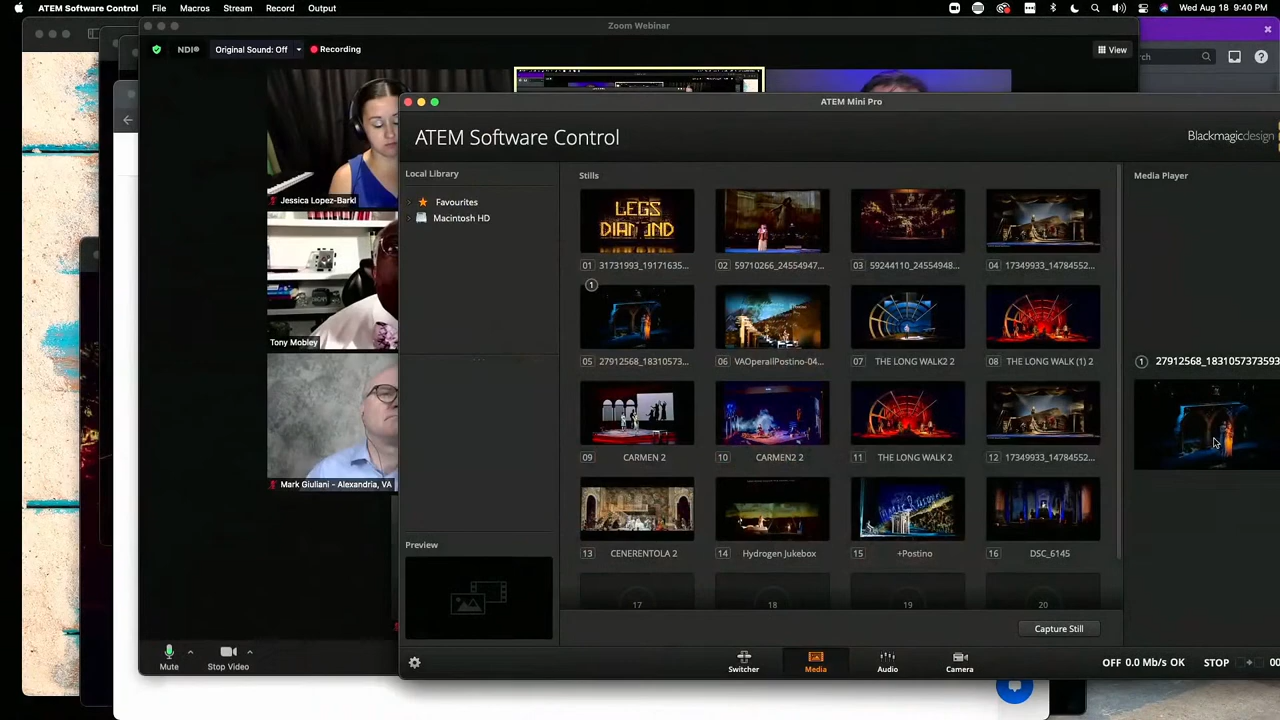 ATEM Software Control File Macros Stream Record Output
Wed Aug 18 9:40 PM
Zoom Webinar
NDI® Original Sound: Off Recording View
ATEM Mini Pro
ATEM Software Control
Blackmagicdesign
Local Library
Stills
Media Player
Favourites
Macintosh HD
Jessica Lopez-Barkl
LEGS
DIAMOND
01 31731993_19171635...
02 59710266_24554947...
03 59244110_24554948...
04 17349933_14784552...
1
05 27912568_18310573...
06 VAOperaIlPostino-04...
07 THE LONG WALK2 2
08 THE LONG WALK (1) 2
1 27912568_1831057373593
Tony Mobley
09 CARMEN 2
10 CARMEN2 2
11 THE LONG WALK 2
12 17349933_14784552...
Mark Giuliani - Alexandria, VA
13 CENERENTOLA 2
14 Hydrogen Jukebox
15 +Postino
16 DSC_6145
Preview
17
18
19
20
Capture Still
Mute
Stop Video
Switcher
Media
Audio
Camera
OFF 0.0 Mb/s OK
STOP